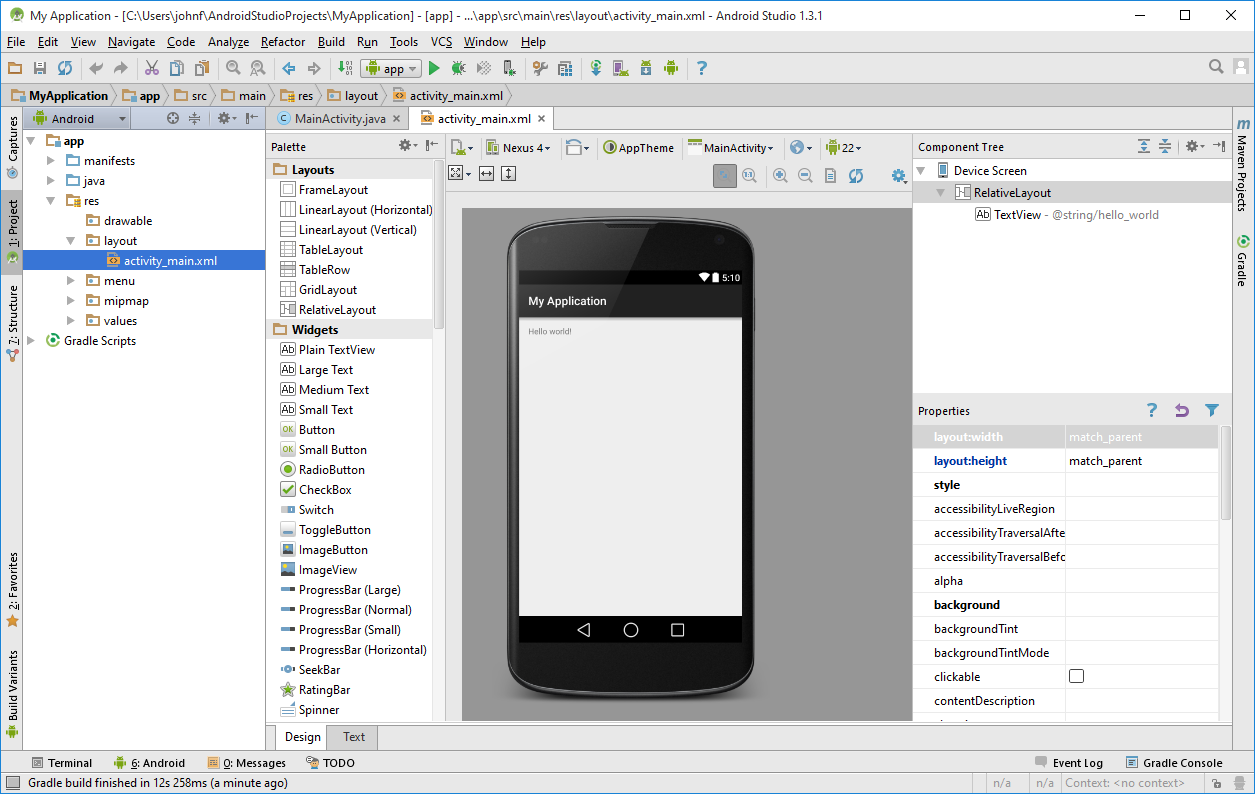 My Application - [C:\Users\johnf\AndroidStudioProjects\MyApplication] - [app] - ...\app\src\main\res\layout\activity_main.xml - Android Studio 1.3.1
File Edit View Navigate Code Analyze Refactor Build Run Tools VCS Window Help
app
MyApplication app src main res layout activity_main.xml
Android
MainActivity.java
activity_main.xml
Captures
1: Project
7: Structure
2: Favorites
Build Variants
app
manifests
java
res
drawable
layout
activity_main.xml
menu
mipmap
values
Gradle Scripts
Palette
Layouts
FrameLayout
LinearLayout (Horizontal)
LinearLayout (Vertical)
TableLayout
TableRow
GridLayout
RelativeLayout
Widgets
Plain TextView
Large Text
Medium Text
Small Text
Button
Small Button
RadioButton
CheckBox
Switch
ToggleButton
ImageButton
ImageView
ProgressBar (Large)
ProgressBar (Normal)
ProgressBar (Small)
ProgressBar (Horizontal)
SeekBar
RatingBar
Spinner
Nexus 4 AppTheme MainActivity 22
5:10
My Application
Hello world!
Component Tree
Device Screen
RelativeLayout
TextView - @string/hello_world
Properties
layout:width match_parent
layout:height match_parent
style
accessibilityLiveRegion
accessibilityTraversalAfte
accessibilityTraversalBefo
alpha
background
backgroundTint
backgroundTintMode
clickable
contentDescription
Maven Projects
Gradle
Design Text
Terminal 6: Android 0: Messages TODO Event Log Gradle Console
Gradle build finished in 12s 258ms (a minute ago) n/a n/a Context: <no context>